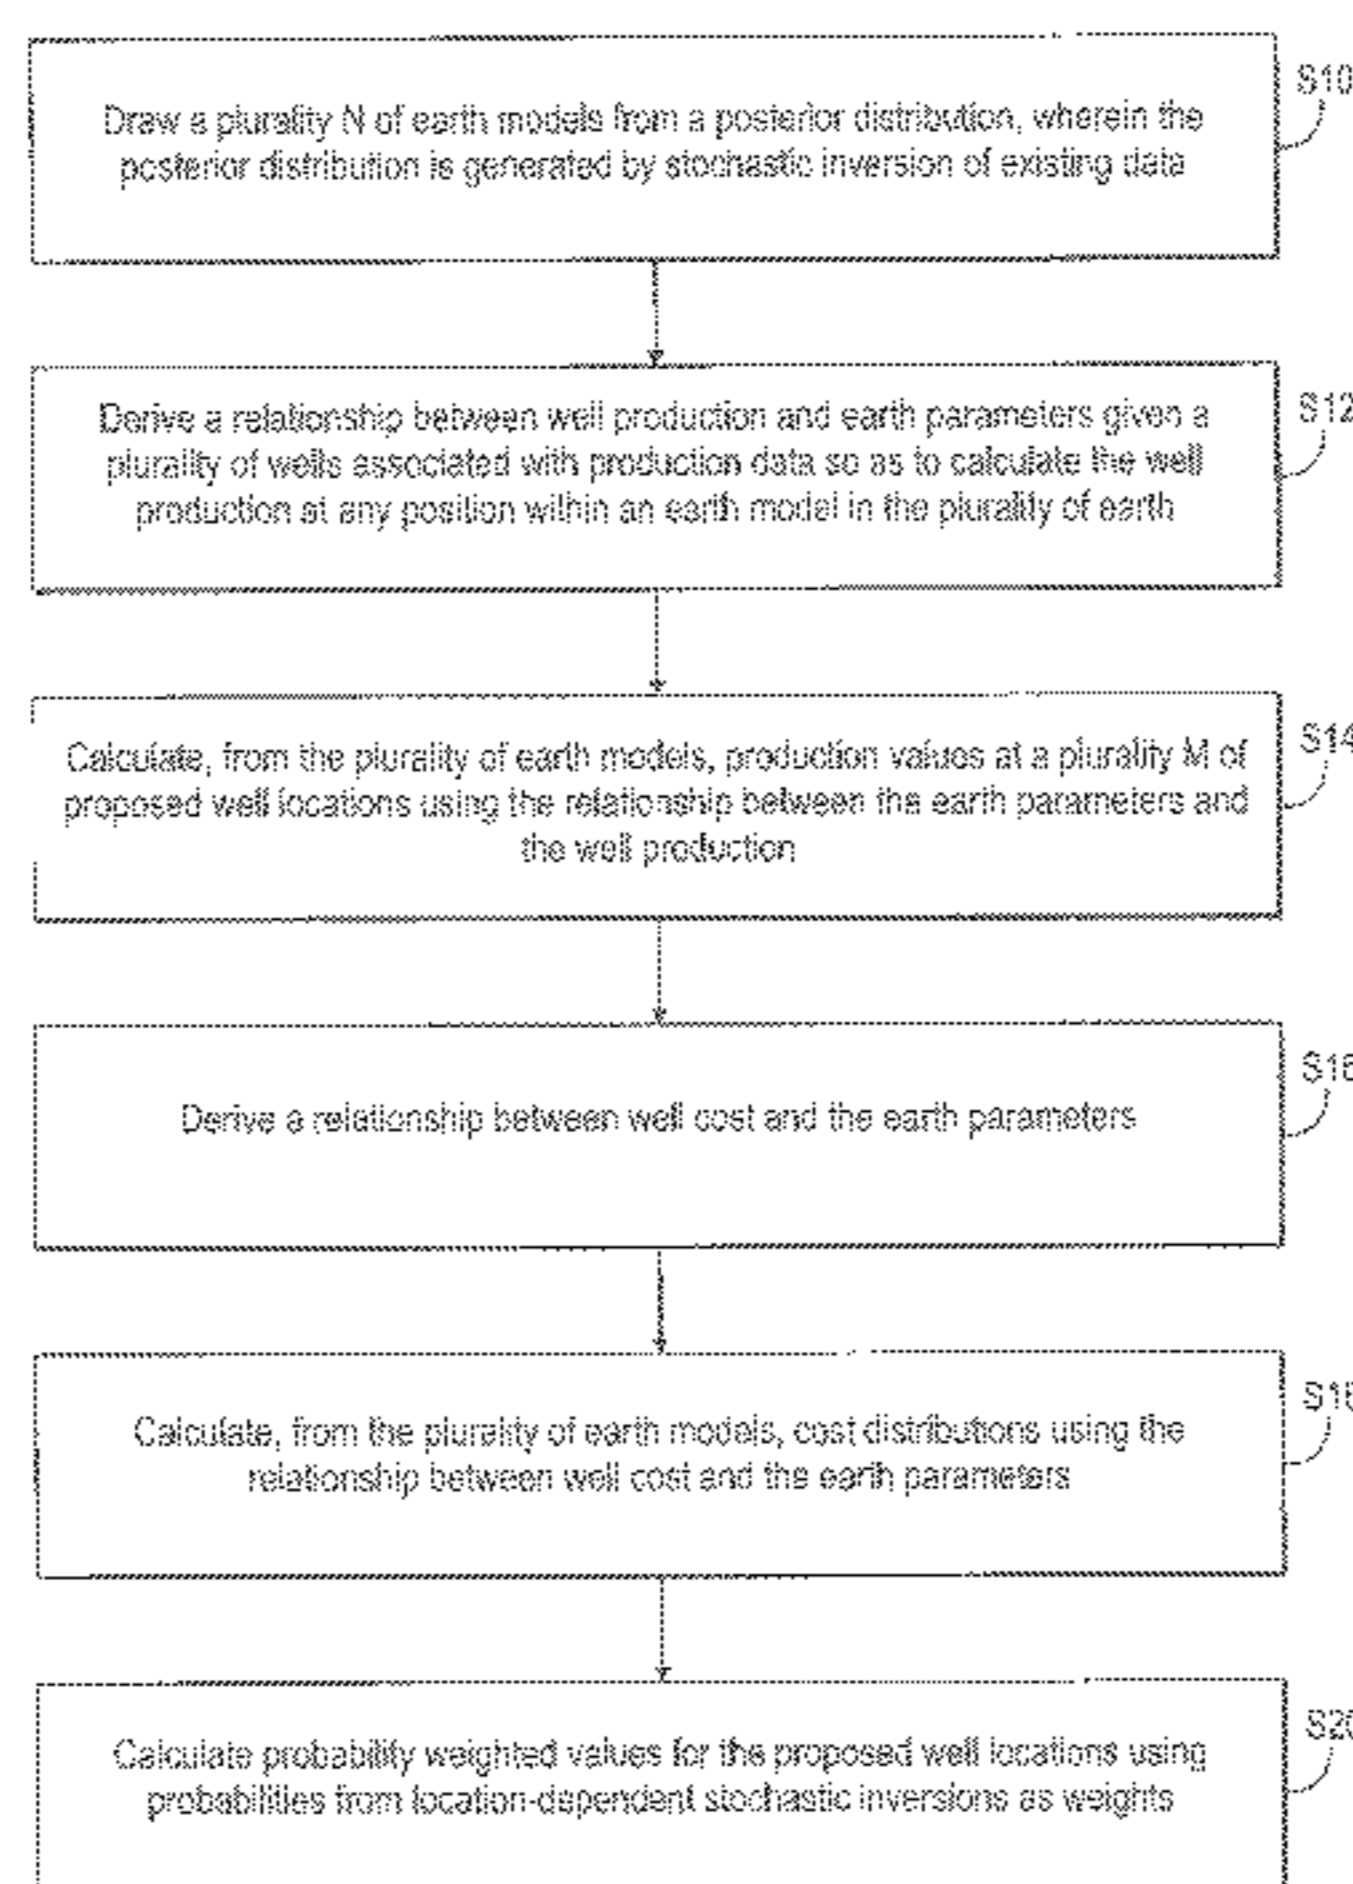 S10
Draw a plurality N of earth models from a posterior distribution, wherein the
posterior distribution is generated by stochastic inversion of existing data
S12
Derive a relationship between well production and earth parameters given a
plurality of wells associated with production data so as to calculate the well
production at any position within an earth model in the plurality of earth
S14
Calculate, from the plurality of earth models, production values at a plurality M of
proposed well locations using the relationship between the earth parameters and
the well production
S16
Derive a relationship between well cost and the earth parameters
Calculate, from the plurality of earth models, cost distributions using the
relationship between well cost and the earth parameters
S20
Calculate probability weighted values for the proposed well locations using
probabilities from location-dependent stochastic inversions as weights